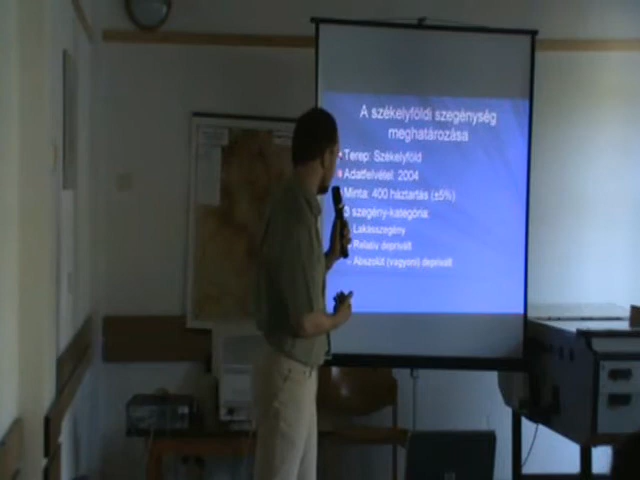 A székelyföldi szegénység
meghatározása
Terep: Székelyföld
Adatfelvétel: 2004
Minta: 400 háztartás (±5%)
szegény-kategória:
Lakásszegény
Relatív deprivált
Abszolút (vagyoni) deprivált